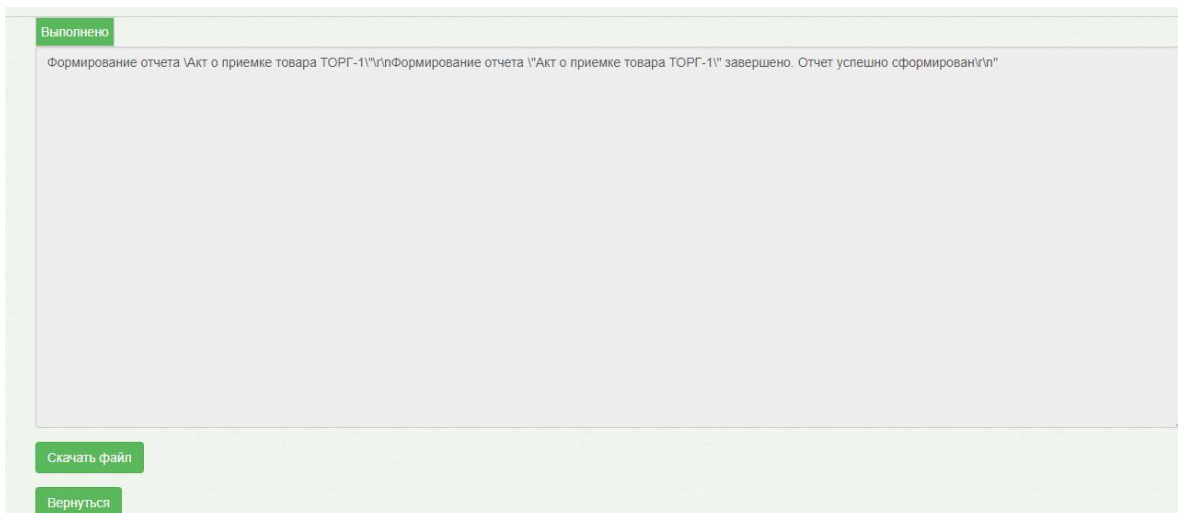 Выполнено
Формирование отчета \Акт о приемке товара ТОРГ-1\"\r\nФормирование отчета \"Акт о приемке товара ТОРГ-1\" завершено. Отчет успешно сформирован\r\n"
Скачать файл
Вернуться